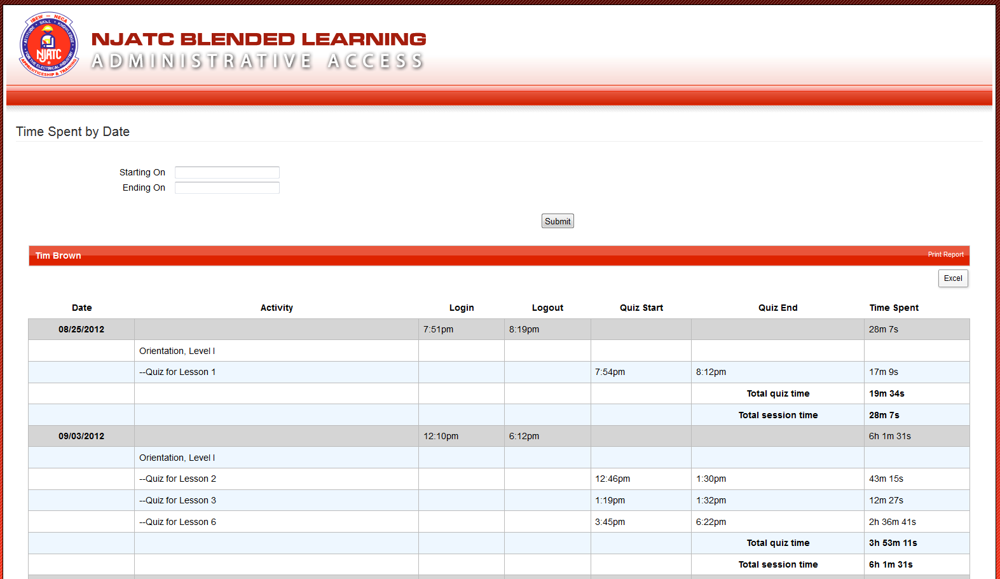 IBEW – NECA
ATTITUDE • SKILL • KNOWLEDGE
NJATC
FOR THE ELECTRICAL INDUSTRY
APPRENTICESHIP & TRAINING
NJATC BLENDED LEARNING
ADMINISTRATIVE ACCESS
Time Spent by Date
Starting On
Ending On
Submit
Tim Brown Print Report
Excel
Date Activity Login Logout Quiz Start Quiz End Time Spent
08/25/2012 7:51pm 8:19pm 28m 7s
Orientation, Level I
--Quiz for Lesson 1 7:54pm 8:12pm 17m 9s
Total quiz time 19m 34s
Total session time 28m 7s
09/03/2012 12:10pm 6:12pm 6h 1m 31s
Orientation, Level I
--Quiz for Lesson 2 12:46pm 1:30pm 43m 15s
--Quiz for Lesson 3 1:19pm 1:32pm 12m 27s
--Quiz for Lesson 6 3:45pm 6:22pm 2h 36m 41s
Total quiz time 3h 53m 11s
Total session time 6h 1m 31s